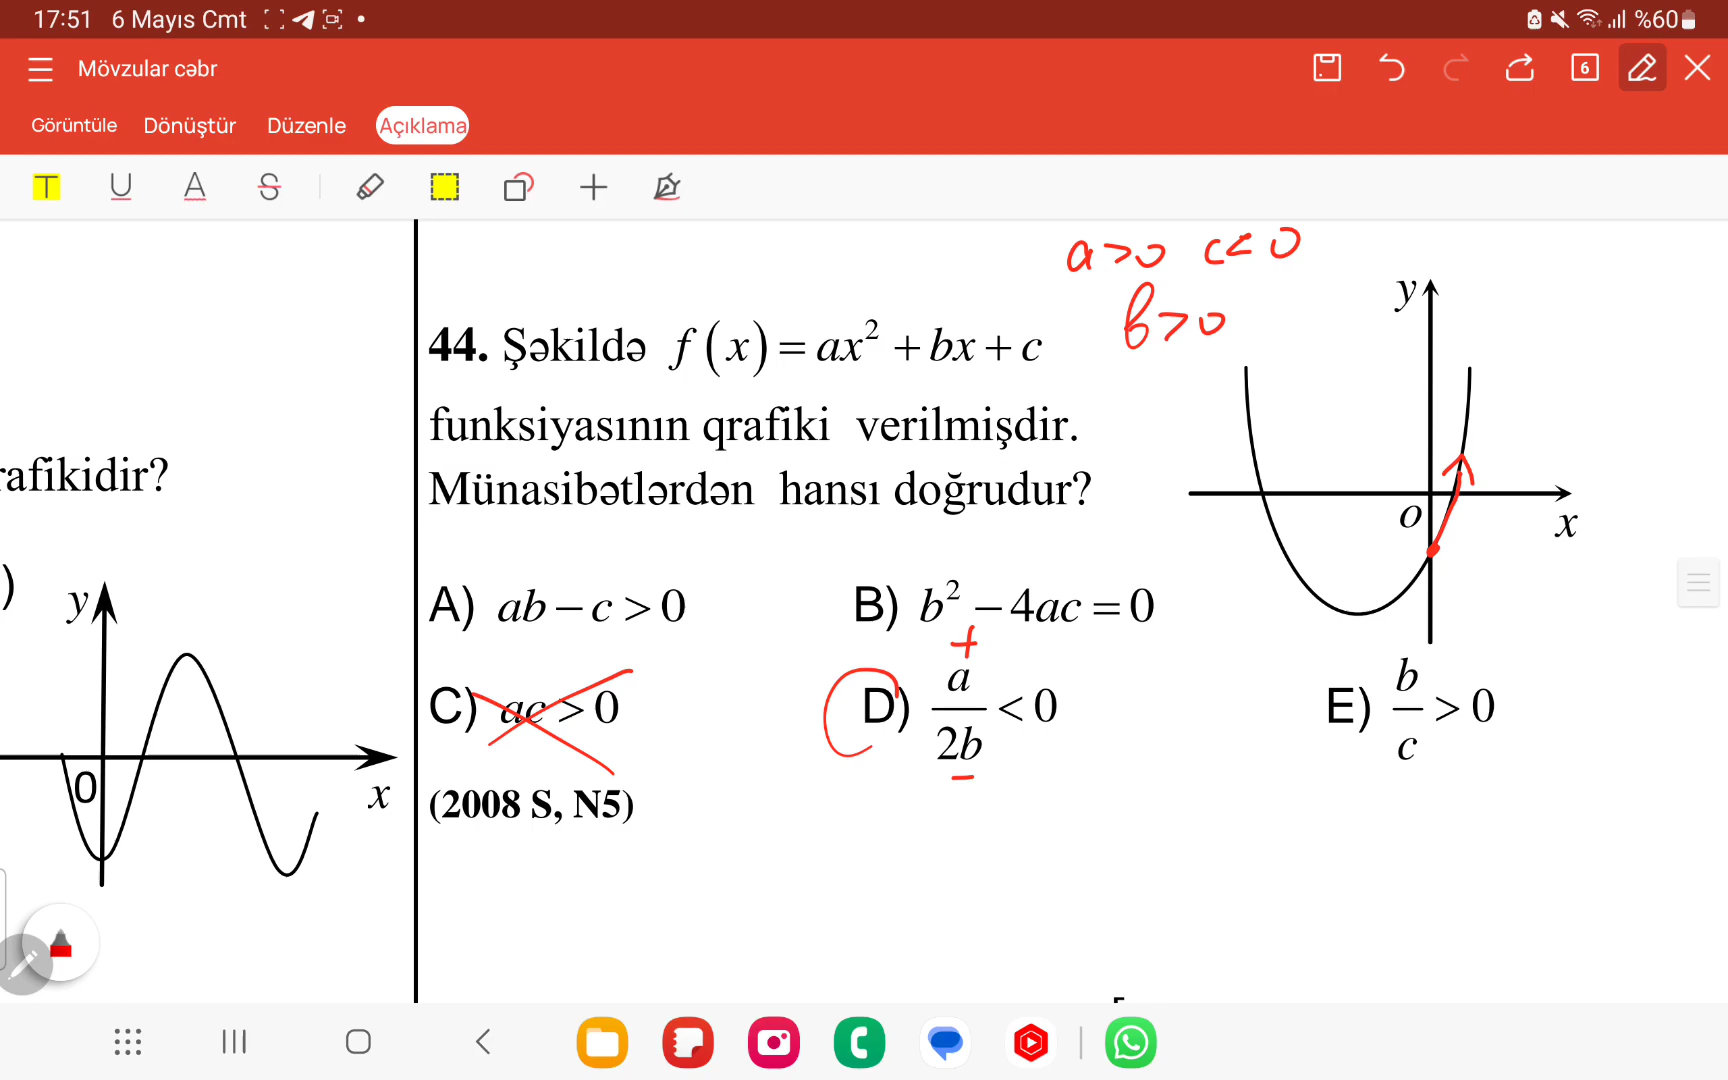 17:51 6 Mayıs Cmt
%60
Mövzular cəbr
6
Görüntüle Dönüştür Düzenle Açıklama
T U A S
a>0 c<0
b>0
44. Şəkildə f(x)=ax²+bx+c
funksiyasının qrafiki verilmişdir.
Münasibətlərdən hansı doğrudur?
y
o
x
A) ab−c>0 B) b²−4ac=0
+
C) ac>0 D) a/2b<0 E) b/c>0
−
(2008 S, N5)
rafikidir?
)
y
0
x